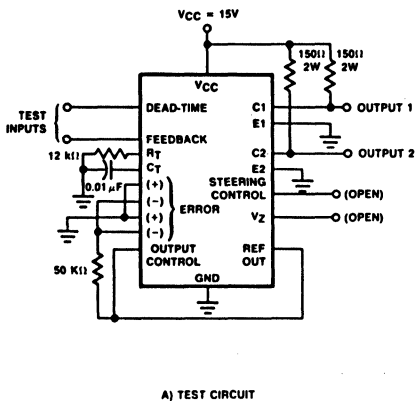 VCC = 15V
150Ω 2W
150Ω 2W
VCC
TEST INPUTS
DEAD-TIME
FEEDBACK
12 kΩ
RT
CT
0.01 µF
(+)
(-)
(+)
(-)
ERROR
OUTPUT CONTROL
50 KΩ
C1
OUTPUT 1
E1
C2
OUTPUT 2
E2
STEERING CONTROL
(OPEN)
VZ
(OPEN)
REF OUT
GND
A) TEST CIRCUIT